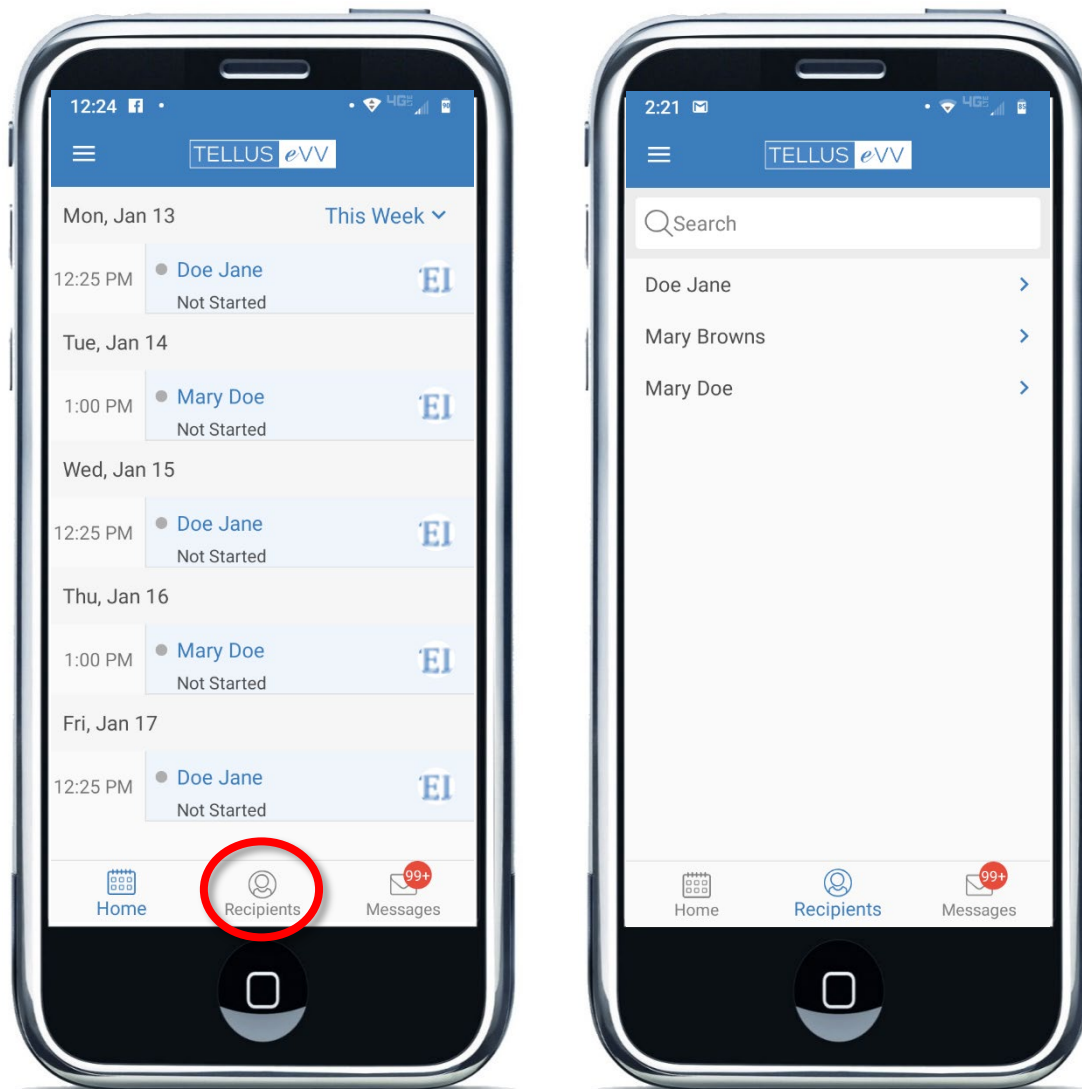 12:24
4GE
TELLUS eVV
Mon, Jan 13 This Week
12:25 PM Doe Jane EI
Not Started
Tue, Jan 14
1:00 PM Mary Doe EI
Not Started
Wed, Jan 15
12:25 PM Doe Jane EI
Not Started
Thu, Jan 16
1:00 PM Mary Doe EI
Not Started
Fri, Jan 17
12:25 PM Doe Jane EI
Not Started
99+
Home Recipients Messages
2:21
4GE
TELLUS eVV
Search
Doe Jane
Mary Browns
Mary Doe
99+
Home Recipients Messages